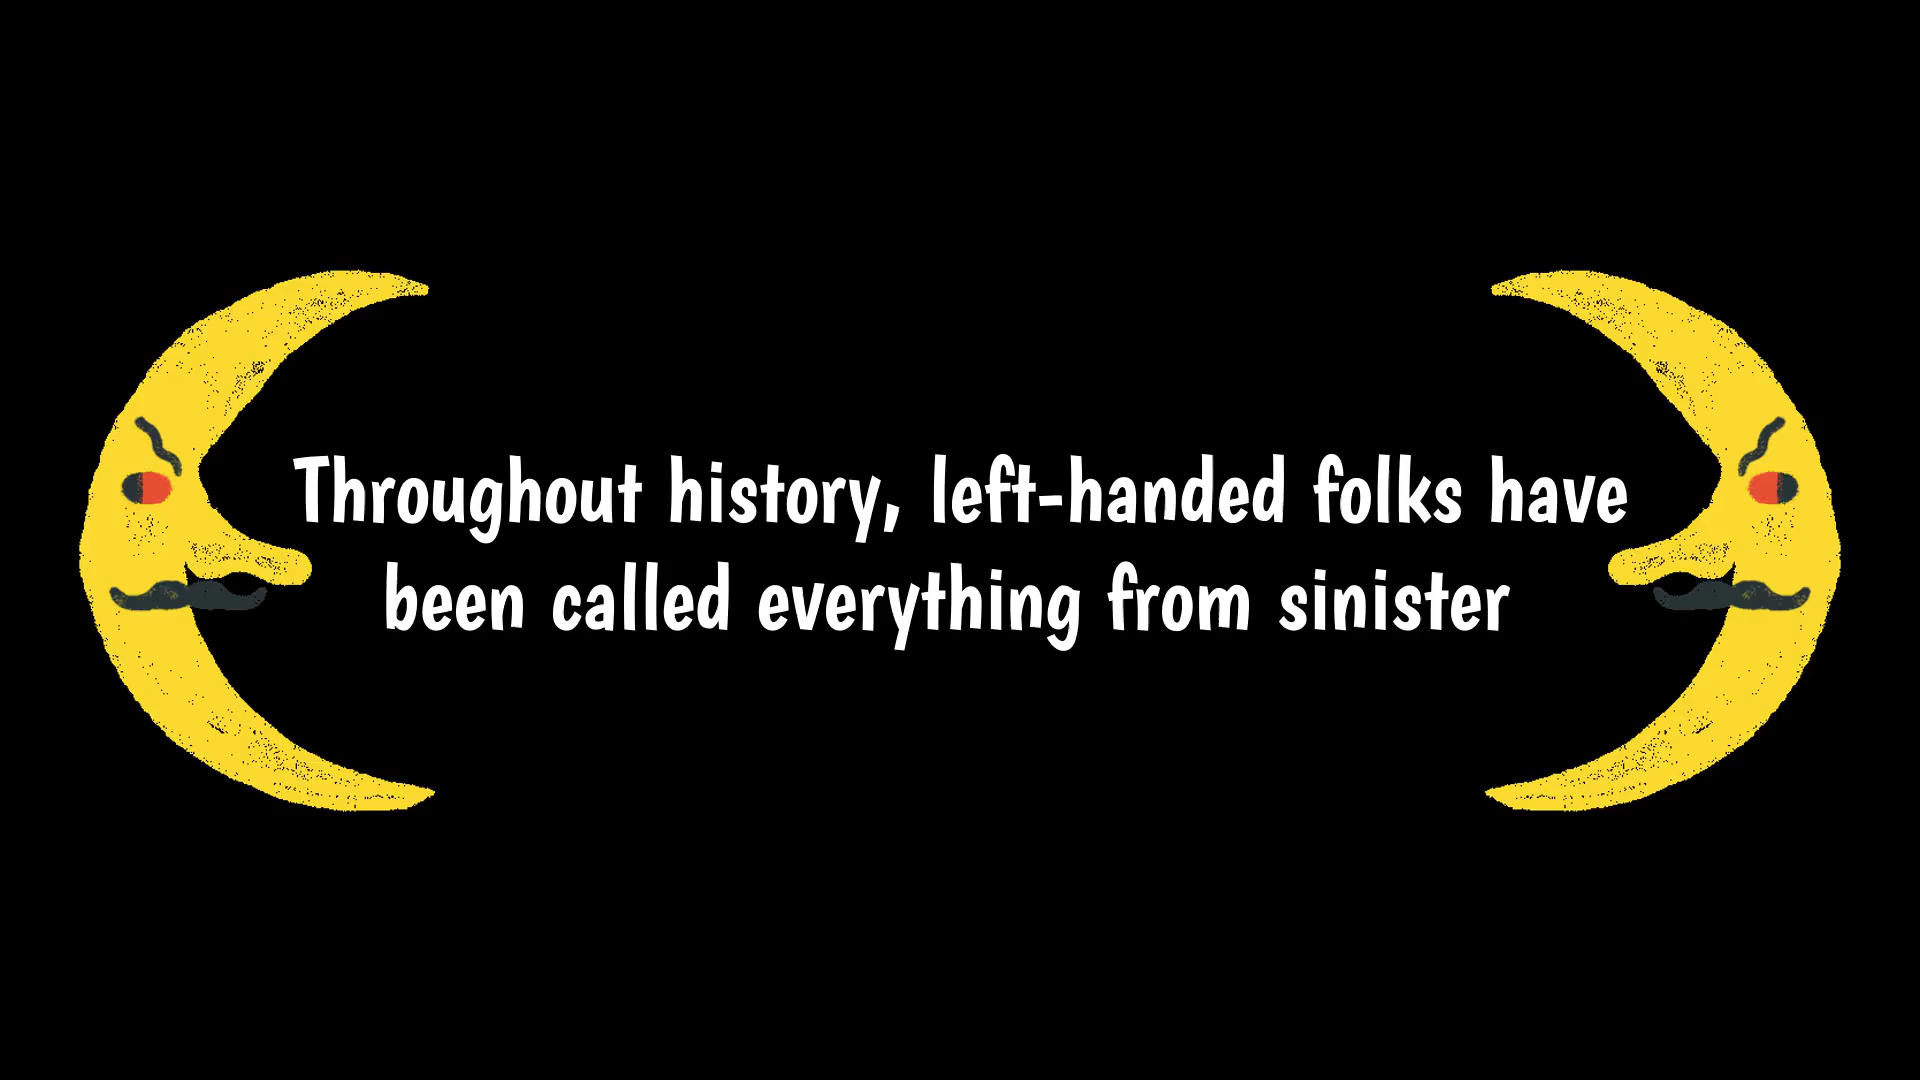 Throughout history, left-handed folks have
been called everything from sinister